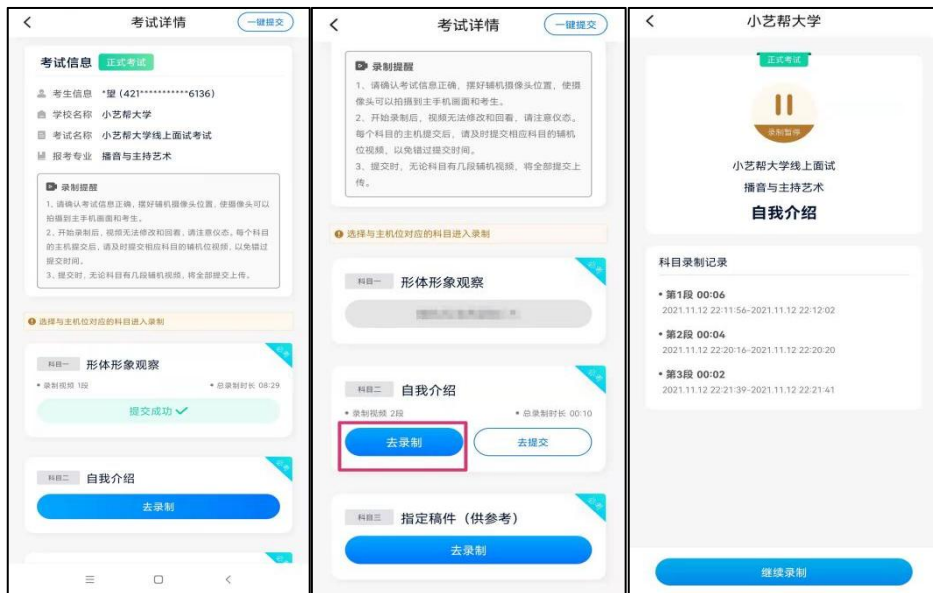 考试详情
一键提交
考试信息 正式考试
考生信息 *望 (421***********6136)
学校名称 小艺帮大学
考试名称 小艺帮大学线上面试考试
报考专业 播音与主持艺术
录制提醒
1、请确认考试信息正确，摆好辅机摄像头位置，使摄像头可以
拍摄到主手机画面和考生。
2、开始录制后，视频无法修改和回看，请注意仪态。每个科目
的主机提交后，请及时提交相应科目的辅机位视频，以免错过
提交时间。
3、提交时，无论科目有几段辅机视频，将全部提交上传。
选择与主机位对应的科目进入录制
必考
科目一 形体形象观察
• 录制视频 1段 • 总录制时长 08:29
提交成功
必考
科目二 自我介绍
去录制
考试详情
一键提交
录制提醒
1、请确认考试信息正确，摆好辅机摄像头位置，使摄
像头可以拍摄到主手机画面和考生。
2、开始录制后，视频无法修改和回看，请注意仪态。
每个科目的主机提交后，请及时提交相应科目的辅机
位视频，以免错过提交时间。
3、提交时，无论科目有几段辅机视频，将全部提交上
传。
选择与主机位对应的科目进入录制
必考
科目一 形体形象观察
必考
科目二 自我介绍
• 录制视频 2段 • 总录制时长 00:10
去录制 去提交
必考
科目三 指定稿件（供参考）
去录制
小艺帮大学
正式考试
录制暂停
小艺帮大学线上面试
播音与主持艺术
自我介绍
科目录制记录
• 第1段 00:06
2021.11.12 22:11:56-2021.11.12 22:12:02
• 第2段 00:04
2021.11.12 22:20:16-2021.11.12 22:20:20
• 第3段 00:02
2021.11.12 22:21:39-2021.11.12 22:21:41
继续录制